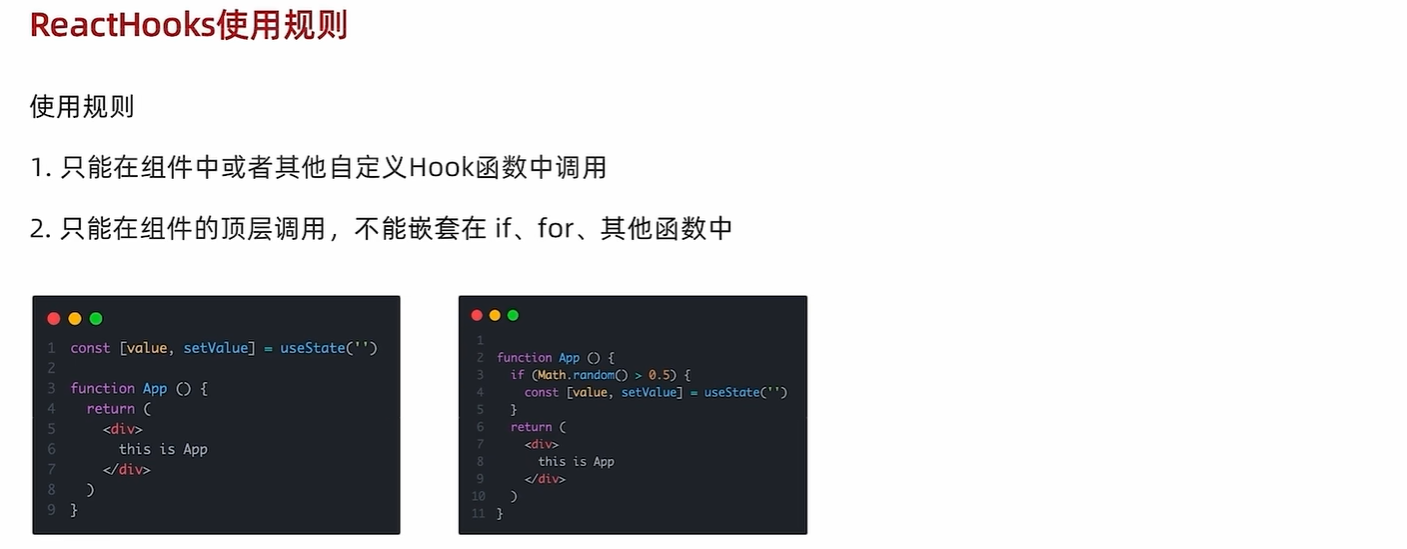 ReactHooks使用规则
使用规则
1. 只能在组件中或者其他自定义Hook函数中调用
2. 只能在组件的顶层调用，不能嵌套在 if、for、其他函数中
1 const [value, setValue] = useState('')
2
3 function App () {
4   return (
5     <div>
6       this is App
7     </div>
8   )
9 }
1
2 function App () {
3   if (Math.random() > 0.5) {
4     const [value, setValue] = useState('')
5   }
6   return (
7     <div>
8       this is App
9     </div>
10   )
11 }